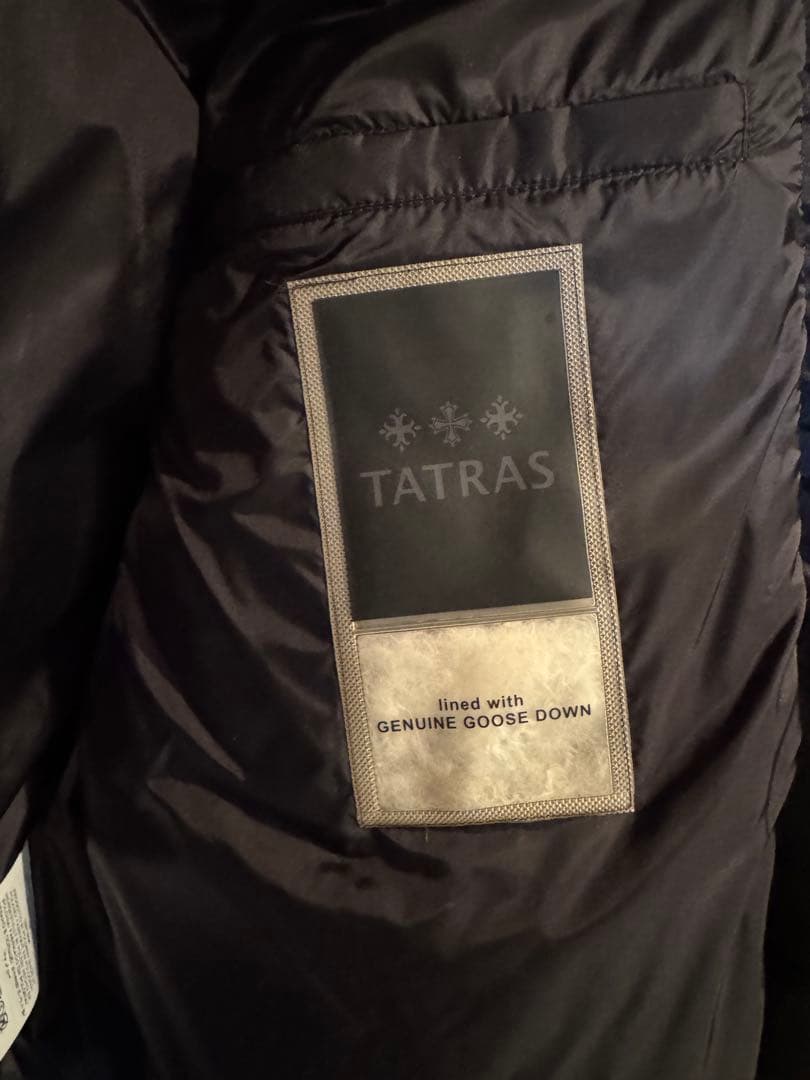 TATRAS
lined with
GENUINE GOOSE DOWN